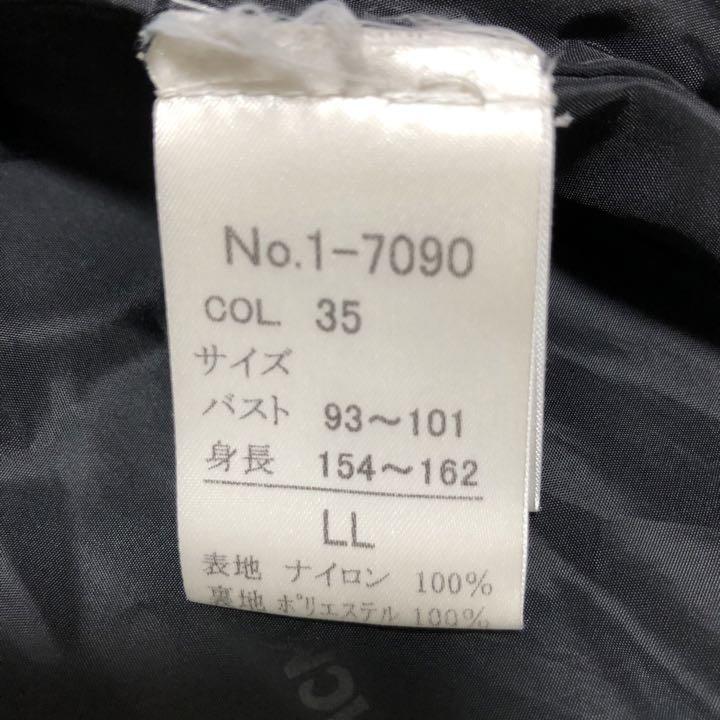 No.1-7090
COL. 35
サイズ
バスト 93～101
身長 154～162
LL
表地 ナイロン 100%
裏地 ポリエステル 100%